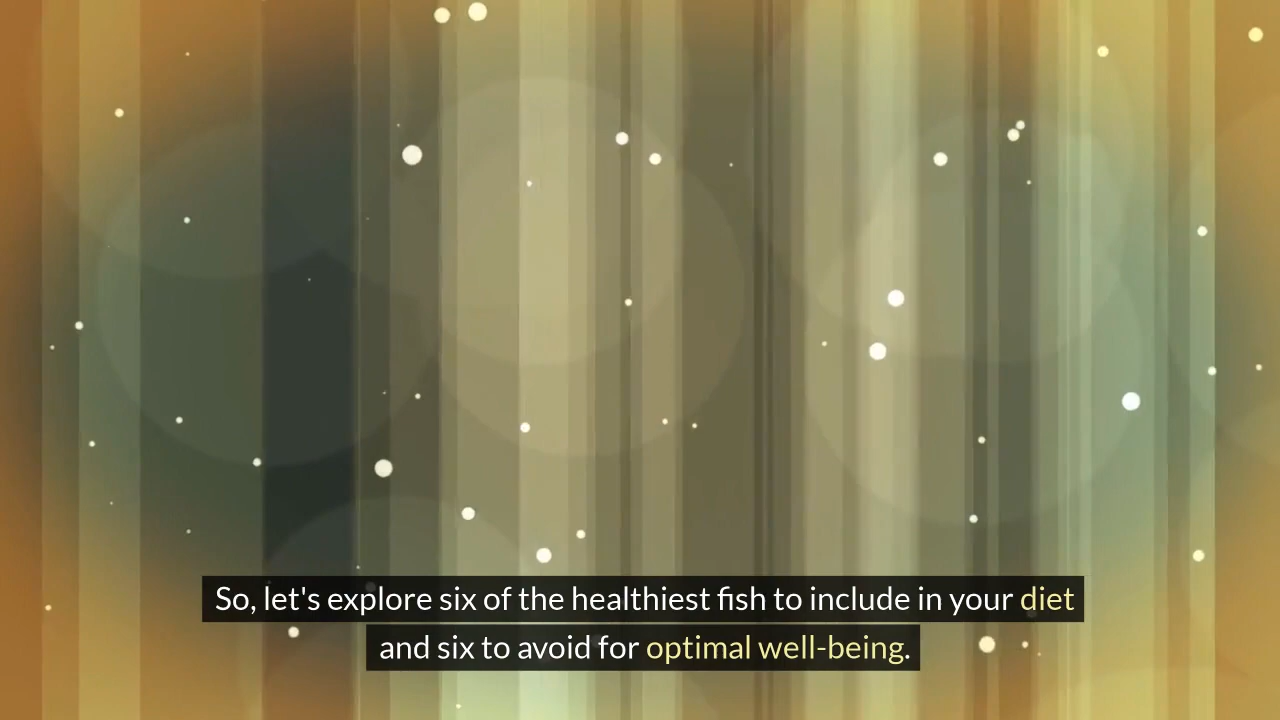 So, let's explore six of the healthiest fish to include in your diet
and six to avoid for optimal well-being.